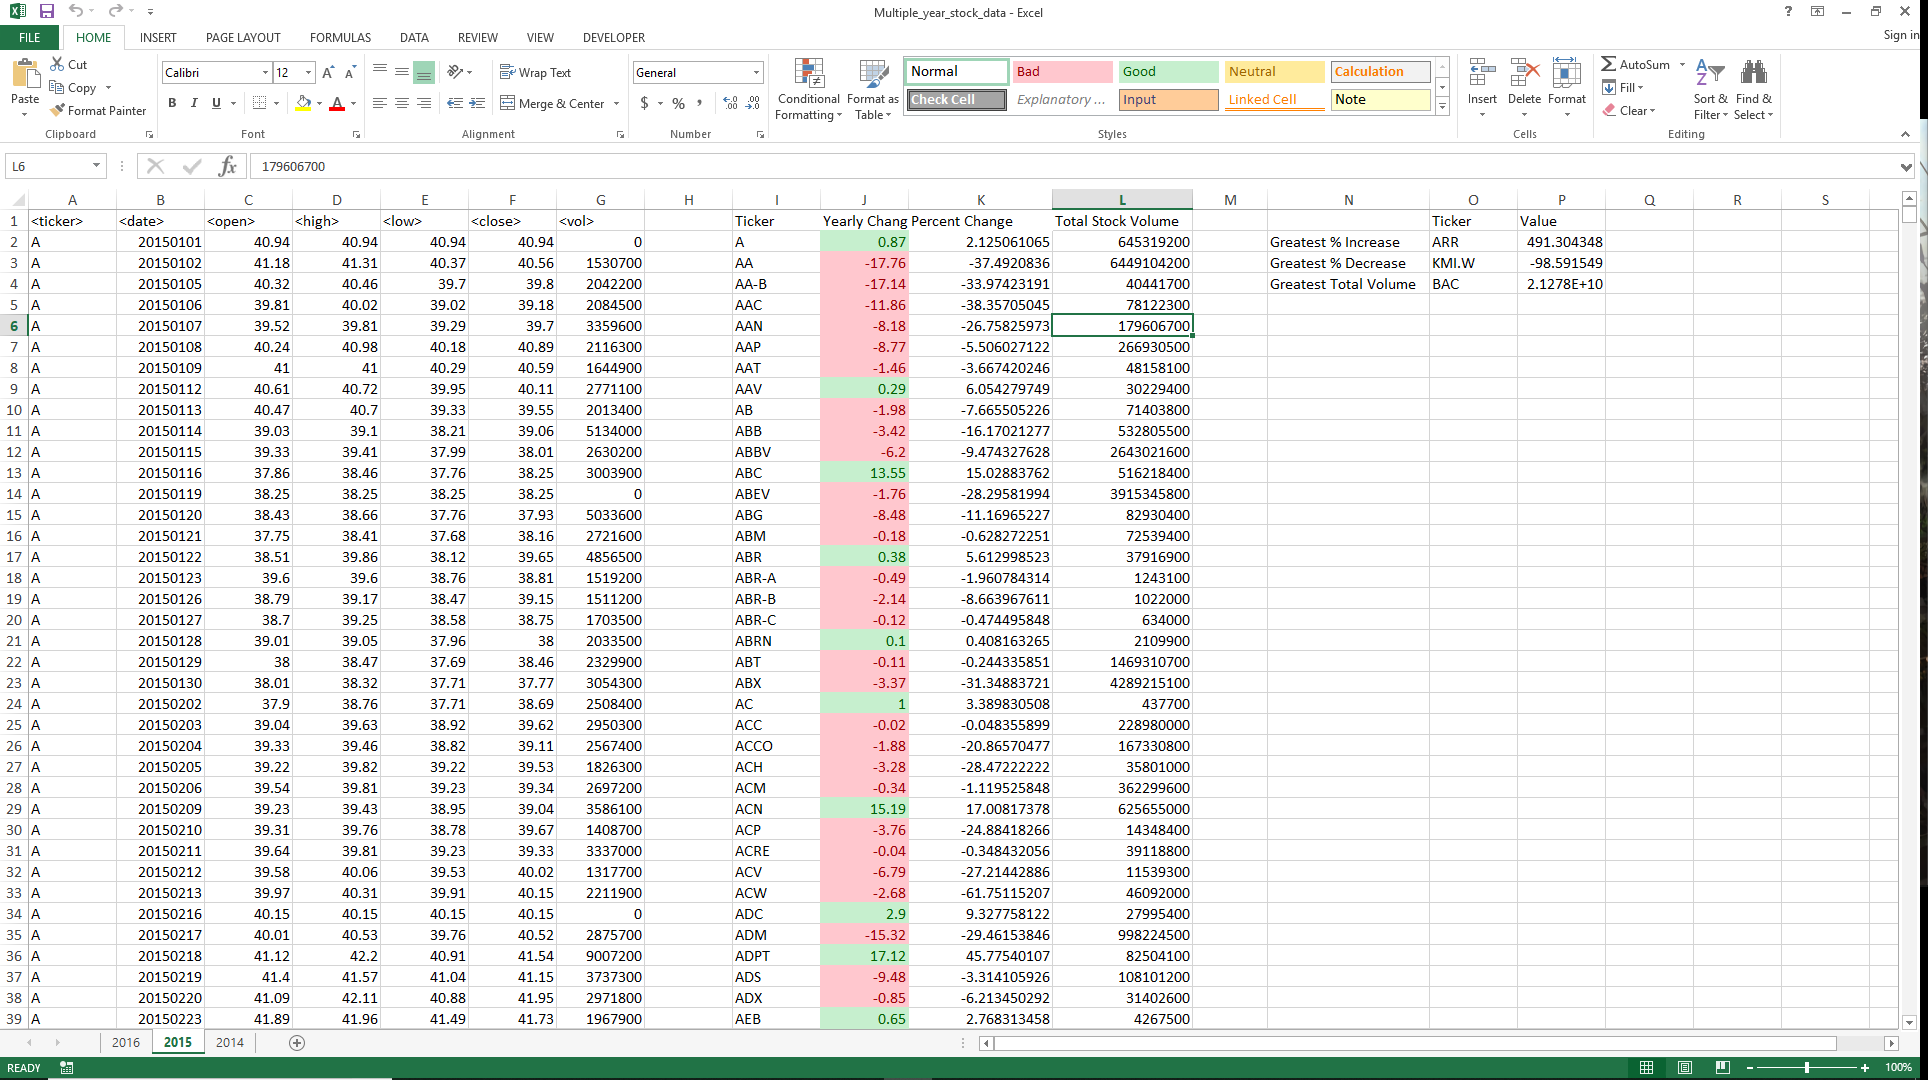 Multiple_year_stock_data - Excel
FILE HOME INSERT PAGE LAYOUT FORMULAS DATA REVIEW VIEW DEVELOPER Sign in
Paste Cut Copy Format Painter Clipboard
Calibri 12 B I U Font
Wrap Text Merge & Center Alignment
General $ % Number
Conditional Formatting Format as Table
Normal Bad Good Neutral Calculation
Check Cell Explanatory ... Input Linked Cell Note
Styles
Insert Delete Format Cells
AutoSum Fill Clear Sort & Filter Find & Select Editing
L6 fx 179606700
A B C D E F G H I J K L M N O P Q R S
1 <ticker> <date> <open> <high> <low> <close> <vol> Ticker Yearly Chang Percent Change Total Stock Volume Ticker Value
2 A 20150101 40.94 40.94 40.94 40.94 0 A 0.87 2.125061065 645319200 Greatest % Increase ARR 491.304348
3 A 20150102 41.18 41.31 40.37 40.56 1530700 AA -17.76 -37.4920836 6449104200 Greatest % Decrease KMI.W -98.591549
4 A 20150105 40.32 40.46 39.7 39.8 2042200 AA-B -17.14 -33.97423191 40441700 Greatest Total Volume BAC 2.1278E+10
5 A 20150106 39.81 40.02 39.02 39.18 2084500 AAC -11.86 -38.35705045 78122300
6 A 20150107 39.52 39.81 39.29 39.7 3359600 AAN -8.18 -26.75825973 179606700
7 A 20150108 40.24 40.98 40.18 40.89 2116300 AAP -8.77 -5.506027122 266930500
8 A 20150109 41 41 40.29 40.59 1644900 AAT -1.46 -3.667420246 48158100
9 A 20150112 40.61 40.72 39.95 40.11 2771100 AAV 0.29 6.054279749 30229400
10 A 20150113 40.47 40.7 39.33 39.55 2013400 AB -1.98 -7.665505226 71403800
11 A 20150114 39.03 39.1 38.21 39.06 5134000 ABB -3.42 -16.17021277 532805500
12 A 20150115 39.33 39.41 37.99 38.01 2630200 ABBV -6.2 -9.474327628 2643021600
13 A 20150116 37.86 38.46 37.76 38.25 3003900 ABC 13.55 15.02883762 516218400
14 A 20150119 38.25 38.25 38.25 38.25 0 ABEV -1.76 -28.29581994 3915345800
15 A 20150120 38.43 38.66 37.76 37.93 5033600 ABG -8.48 -11.16965227 82930400
16 A 20150121 37.75 38.41 37.68 38.16 2721600 ABM -0.18 -0.628272251 72539400
17 A 20150122 38.51 39.86 38.12 39.65 4856500 ABR 0.38 5.612998523 37916900
18 A 20150123 39.6 39.6 38.76 38.81 1519200 ABR-A -0.49 -1.960784314 1243100
19 A 20150126 38.79 39.17 38.47 39.15 1511200 ABR-B -2.14 -8.663967611 1022000
20 A 20150127 38.7 39.25 38.58 38.75 1703500 ABR-C -0.12 -0.474495848 634000
21 A 20150128 39.01 39.05 37.96 38 2033500 ABRN 0.1 0.408163265 2109900
22 A 20150129 38 38.47 37.69 38.46 2329900 ABT -0.11 -0.244335851 1469310700
23 A 20150130 38.01 38.32 37.71 37.77 3054300 ABX -3.37 -31.34883721 4289215100
24 A 20150202 37.9 38.76 37.71 38.69 2508400 AC 1 3.389830508 437700
25 A 20150203 39.04 39.63 38.92 39.62 2950300 ACC -0.02 -0.048355899 228980000
26 A 20150204 39.33 39.46 38.82 39.11 2567400 ACCO -1.88 -20.86570477 167330800
27 A 20150205 39.22 39.82 39.22 39.53 1826300 ACH -3.28 -28.47222222 35801000
28 A 20150206 39.54 39.81 39.23 39.34 2697200 ACM -0.34 -1.119525848 362299600
29 A 20150209 39.23 39.43 38.95 39.04 3586100 ACN 15.19 17.00817378 625655000
30 A 20150210 39.31 39.76 38.78 39.67 1408700 ACP -3.76 -24.88418266 14348400
31 A 20150211 39.64 39.81 39.23 39.33 3337000 ACRE -0.04 -0.348432056 39118800
32 A 20150212 39.58 40.06 39.53 40.02 1317700 ACV -6.79 -27.21442886 11539300
33 A 20150213 39.97 40.31 39.91 40.15 2211900 ACW -2.68 -61.75115207 46092000
34 A 20150216 40.15 40.15 40.15 40.15 0 ADC 2.9 9.327758122 27995400
35 A 20150217 40.01 40.53 39.76 40.52 2875700 ADM -15.32 -29.46153846 998224500
36 A 20150218 41.12 42.2 40.91 41.54 9007200 ADPT 17.12 45.77540107 82504100
37 A 20150219 41.4 41.57 41.04 41.15 3737300 ADS -9.48 -3.314105926 108101200
38 A 20150220 41.09 42.11 40.88 41.95 2971800 ADX -0.85 -6.213450292 31402600
39 A 20150223 41.89 41.96 41.49 41.73 1967900 AEB 0.65 2.768313458 4267500
2016 2015 2014
READY 100%